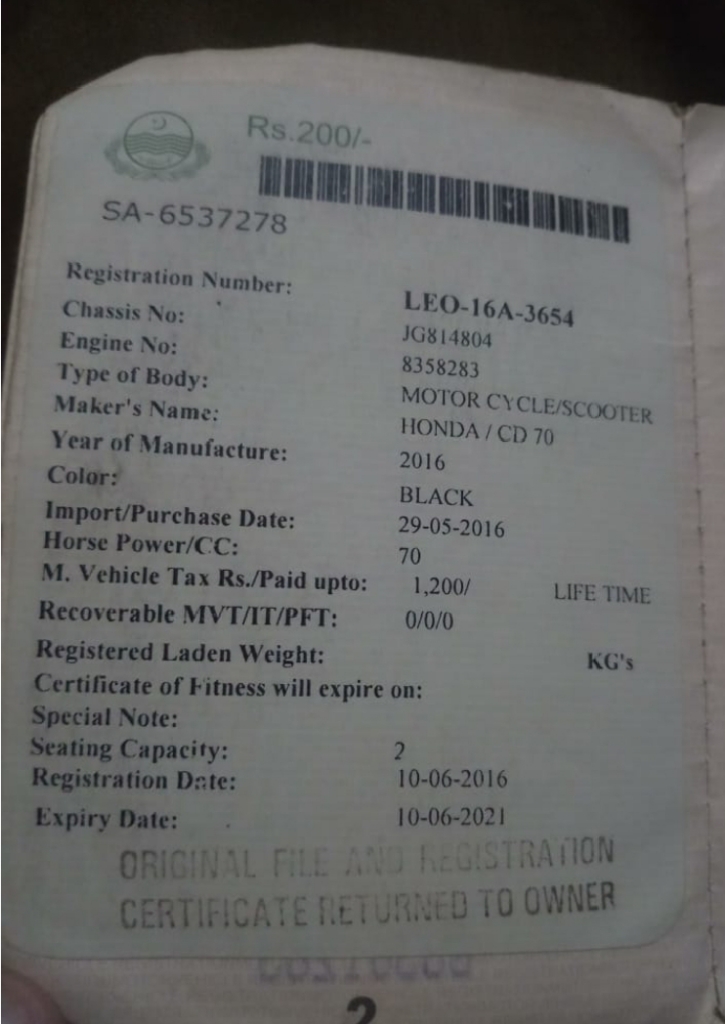 Rs.200/-
SA-6537278
Registration Number: LEO-16A-3654
Chassis No: JG814804
Engine No: 8358283
Type of Body: MOTOR CYCLE/SCOOTER
Maker's Name: HONDA / CD 70
Year of Manufacture: 2016
Color: BLACK
Import/Purchase Date: 29-05-2016
Horse Power/CC: 70
M. Vehicle Tax Rs./Paid upto: 1,200/ LIFE TIME
Recoverable MVT/IT/PFT: 0/0/0
Registered Laden Weight: KG's
Certificate of Fitness will expire on:
Special Note:
Seating Capacity: 2
Registration Date: 10-06-2016
Expiry Date: 10-06-2021
ORIGINAL FILE AND REGISTRATION
CERTIFICATE RETURNED TO OWNER
2